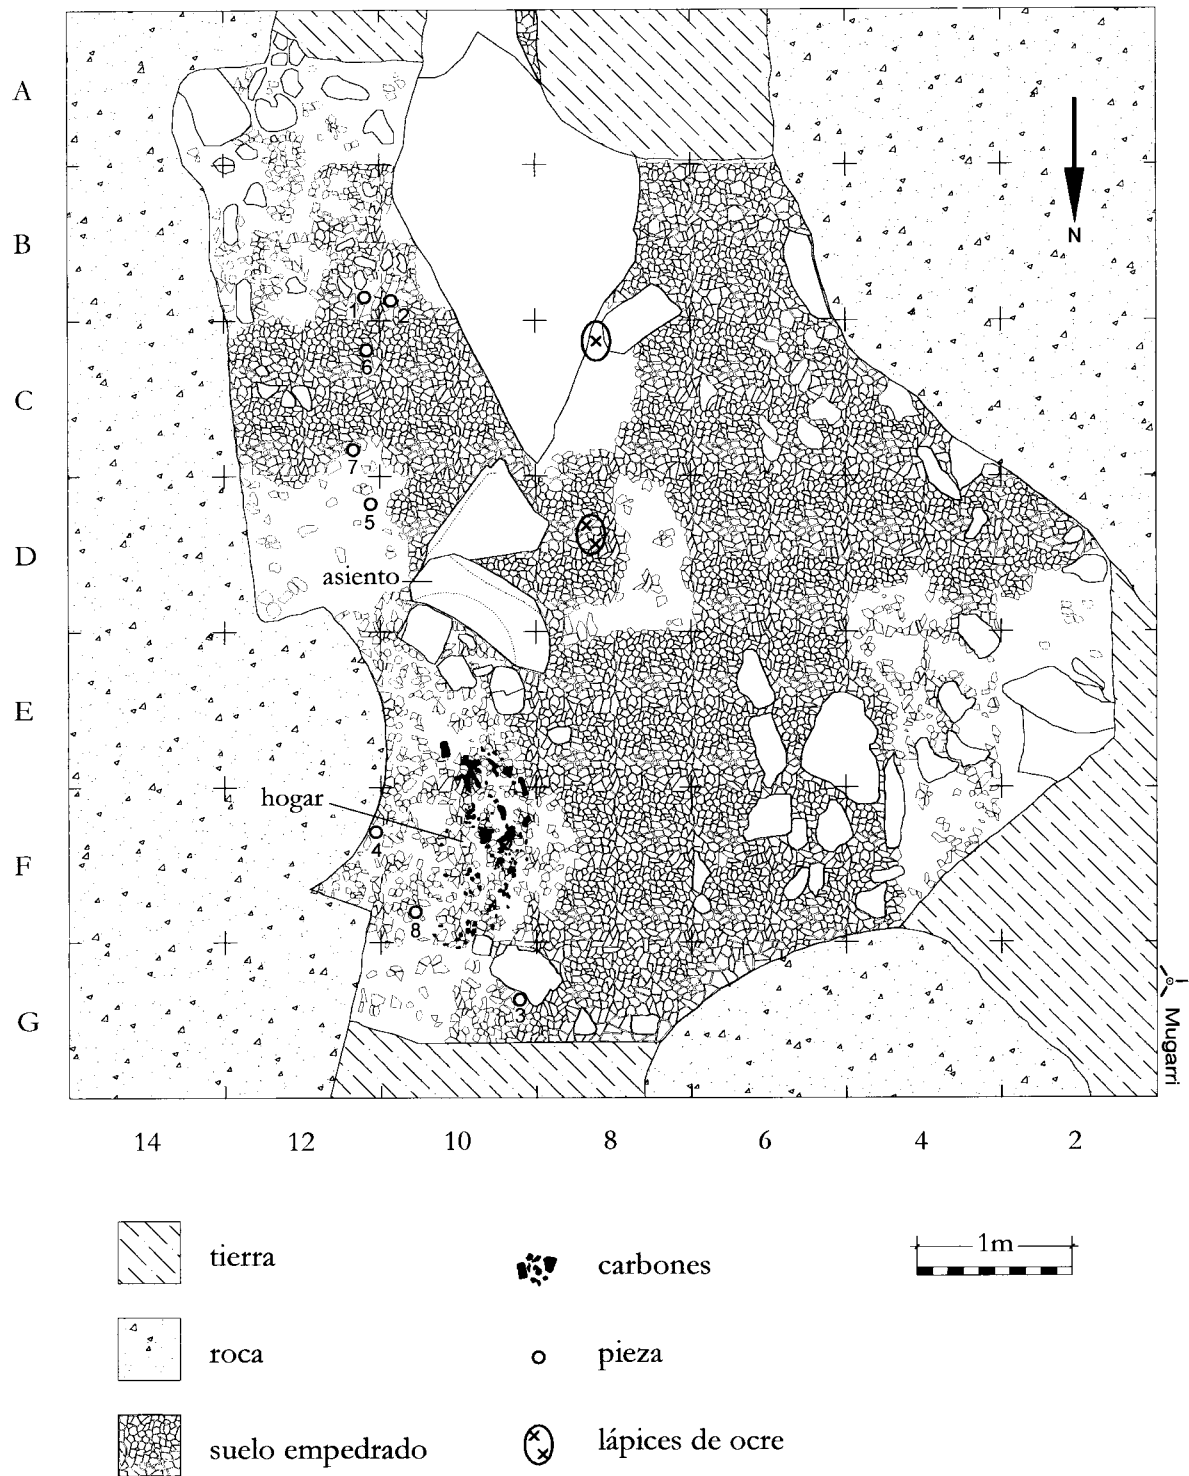 A
N
B
1
2
6
C
7
5
D
asiento
E
hogar
4
F
8
3
G
Mugarri
14 12 10 8 6 4 2
1m
tierra
carbones
roca
pieza
suelo empedrado
lápices de ocre